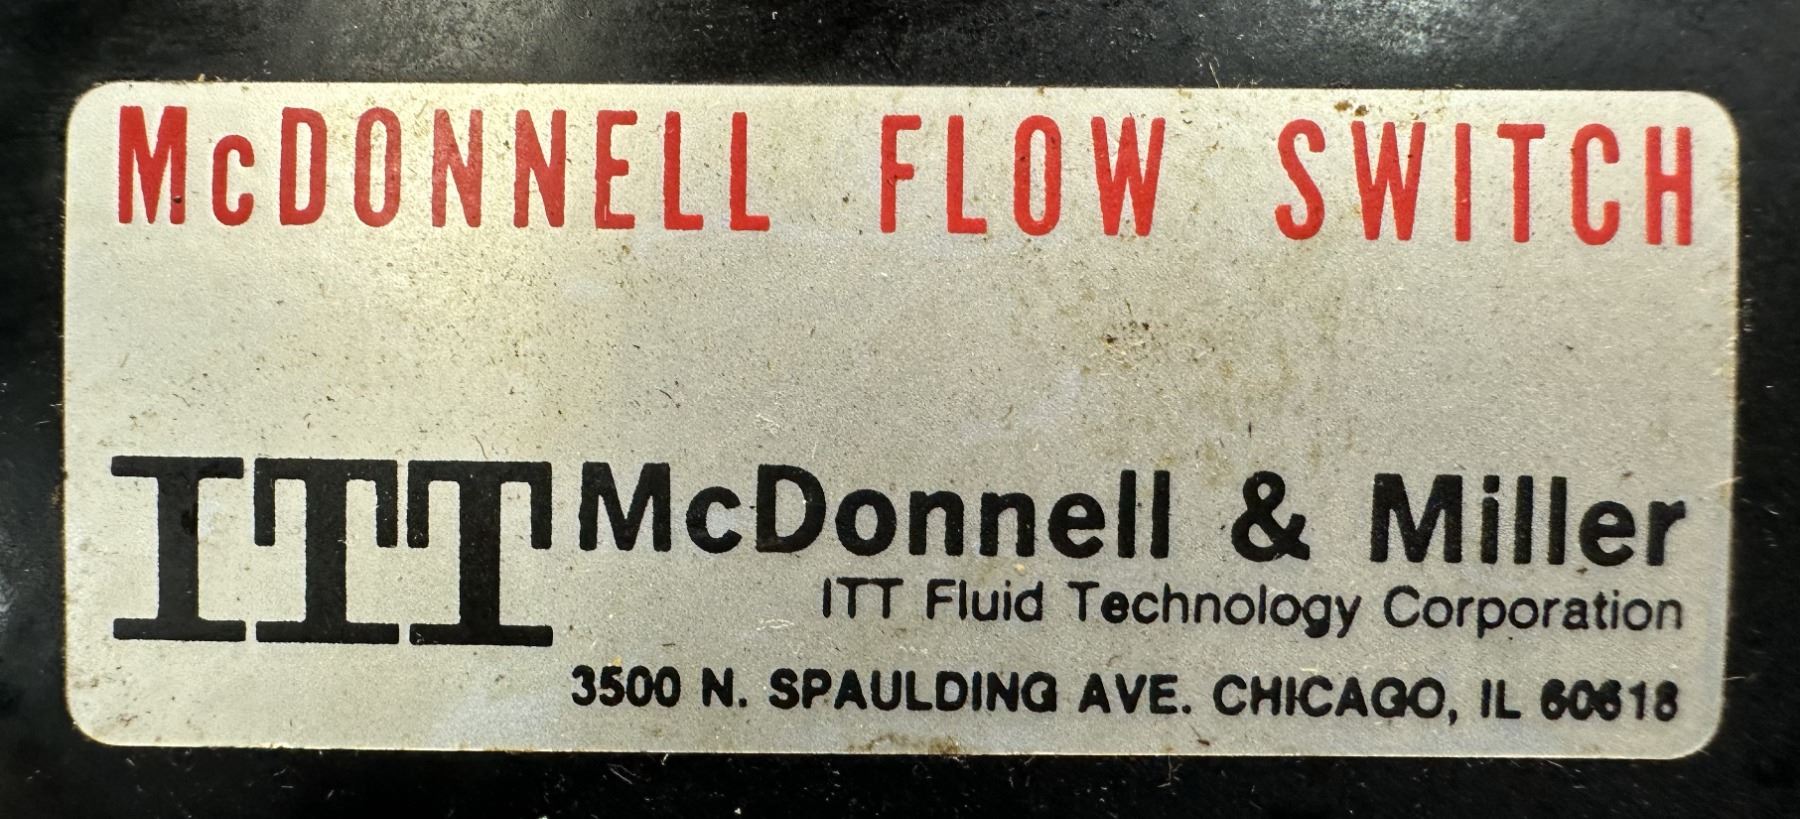 McDONNELL FLOW SWITCH
ITT McDonnell & Miller
ITT Fluid Technology Corporation
3500 N. SPAULDING AVE. CHICAGO, IL 60618